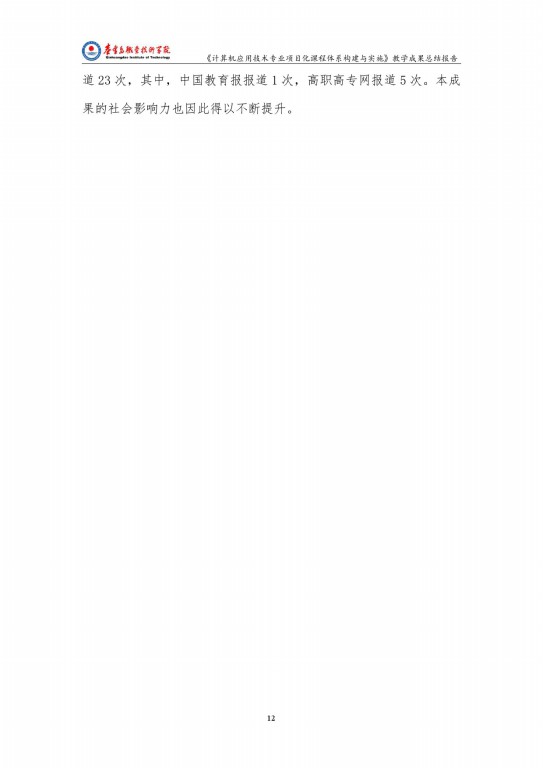 秦皇岛职业技术学院
Qinhuangdao Institute of Technology
《计算机应用技术专业项目化课程体系构建与实施》教学成果总结报告
道 23 次，其中，中国教育报报道 1 次，高职高专网报道 5 次。本成
果的社会影响力也因此得以不断提升。
12